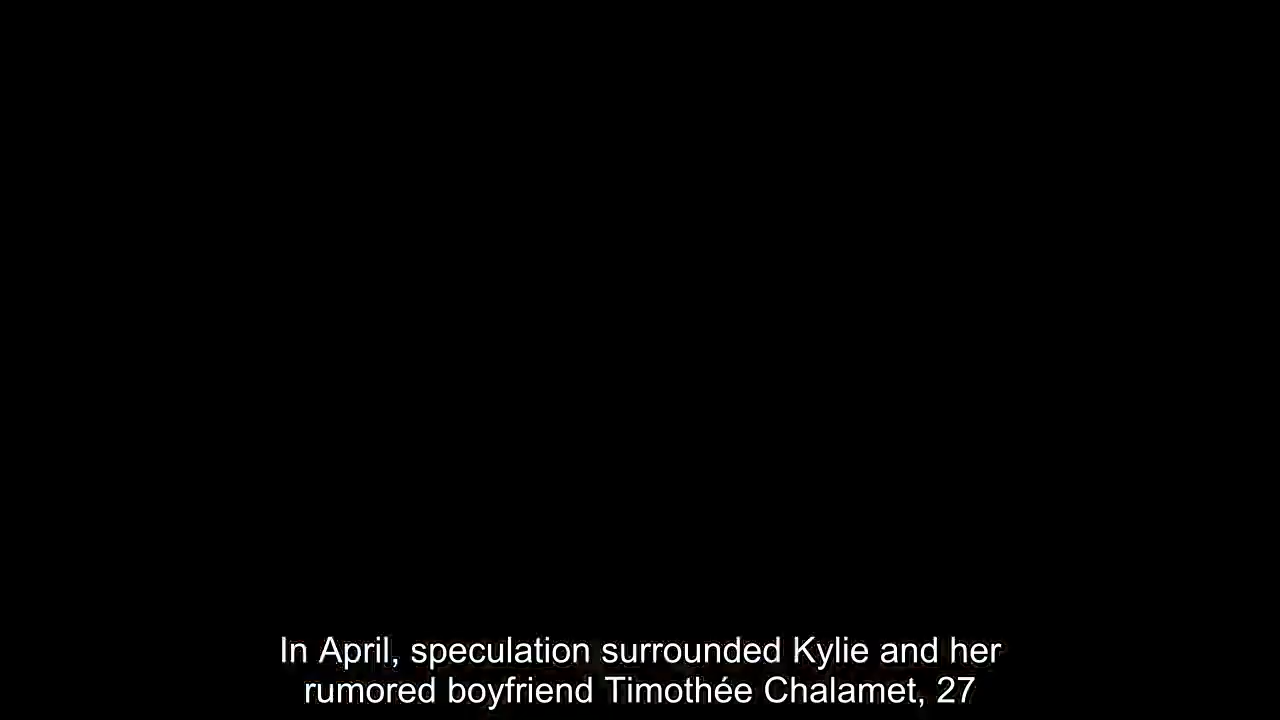 In April, speculation surrounded Kylie and her
rumored boyfriend Timothée Chalamet, 27